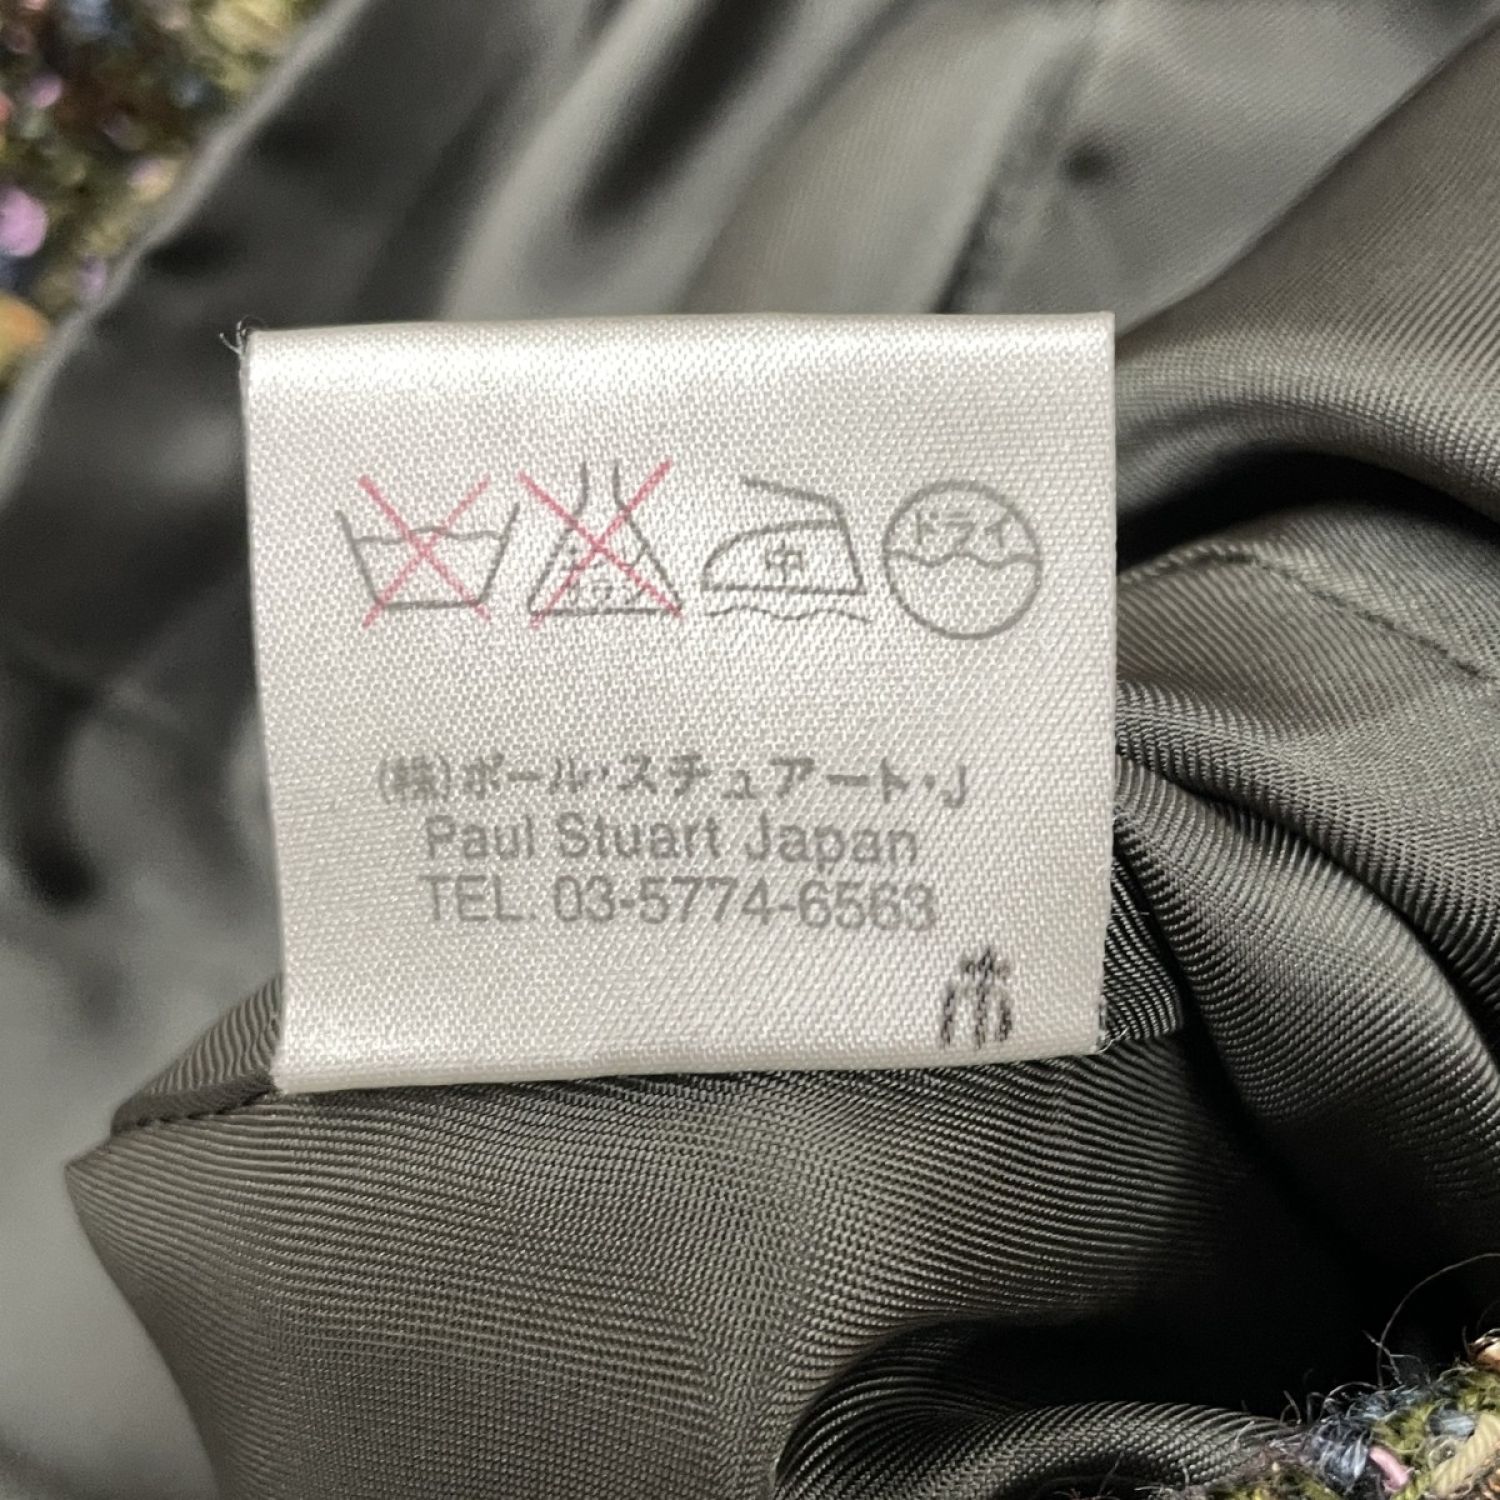 中 ドライ
(株)ポール・スチュアート・J
Paul Stuart Japan
TEL. 03-5774-6563